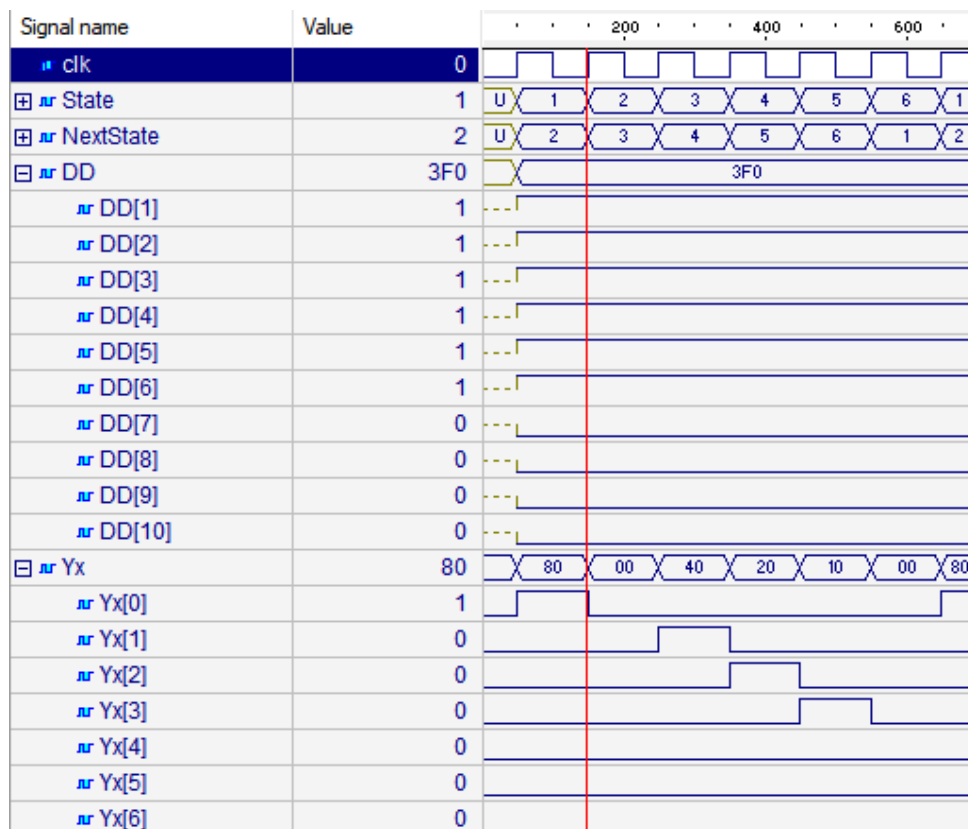 Signal name Value 200 400 600
clk 0
State 1 U 1 2 3 4 5 6 1
NextState 2 U 2 3 4 5 6 1 2
DD 3F0 3F0
DD[1] 1
DD[2] 1
DD[3] 1
DD[4] 1
DD[5] 1
DD[6] 1
DD[7] 0
DD[8] 0
DD[9] 0
DD[10] 0
Yx 80 80 00 40 20 10 00 80
Yx[0] 1
Yx[1] 0
Yx[2] 0
Yx[3] 0
Yx[4] 0
Yx[5] 0
Yx[6] 0